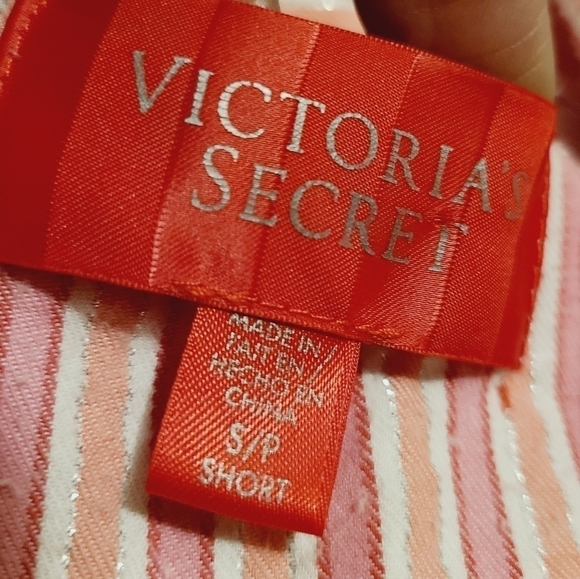 VICTORIA'S
SECRET
MADE IN /
FAIT EN /
HECHO EN
CHINA
S/P
SHORT